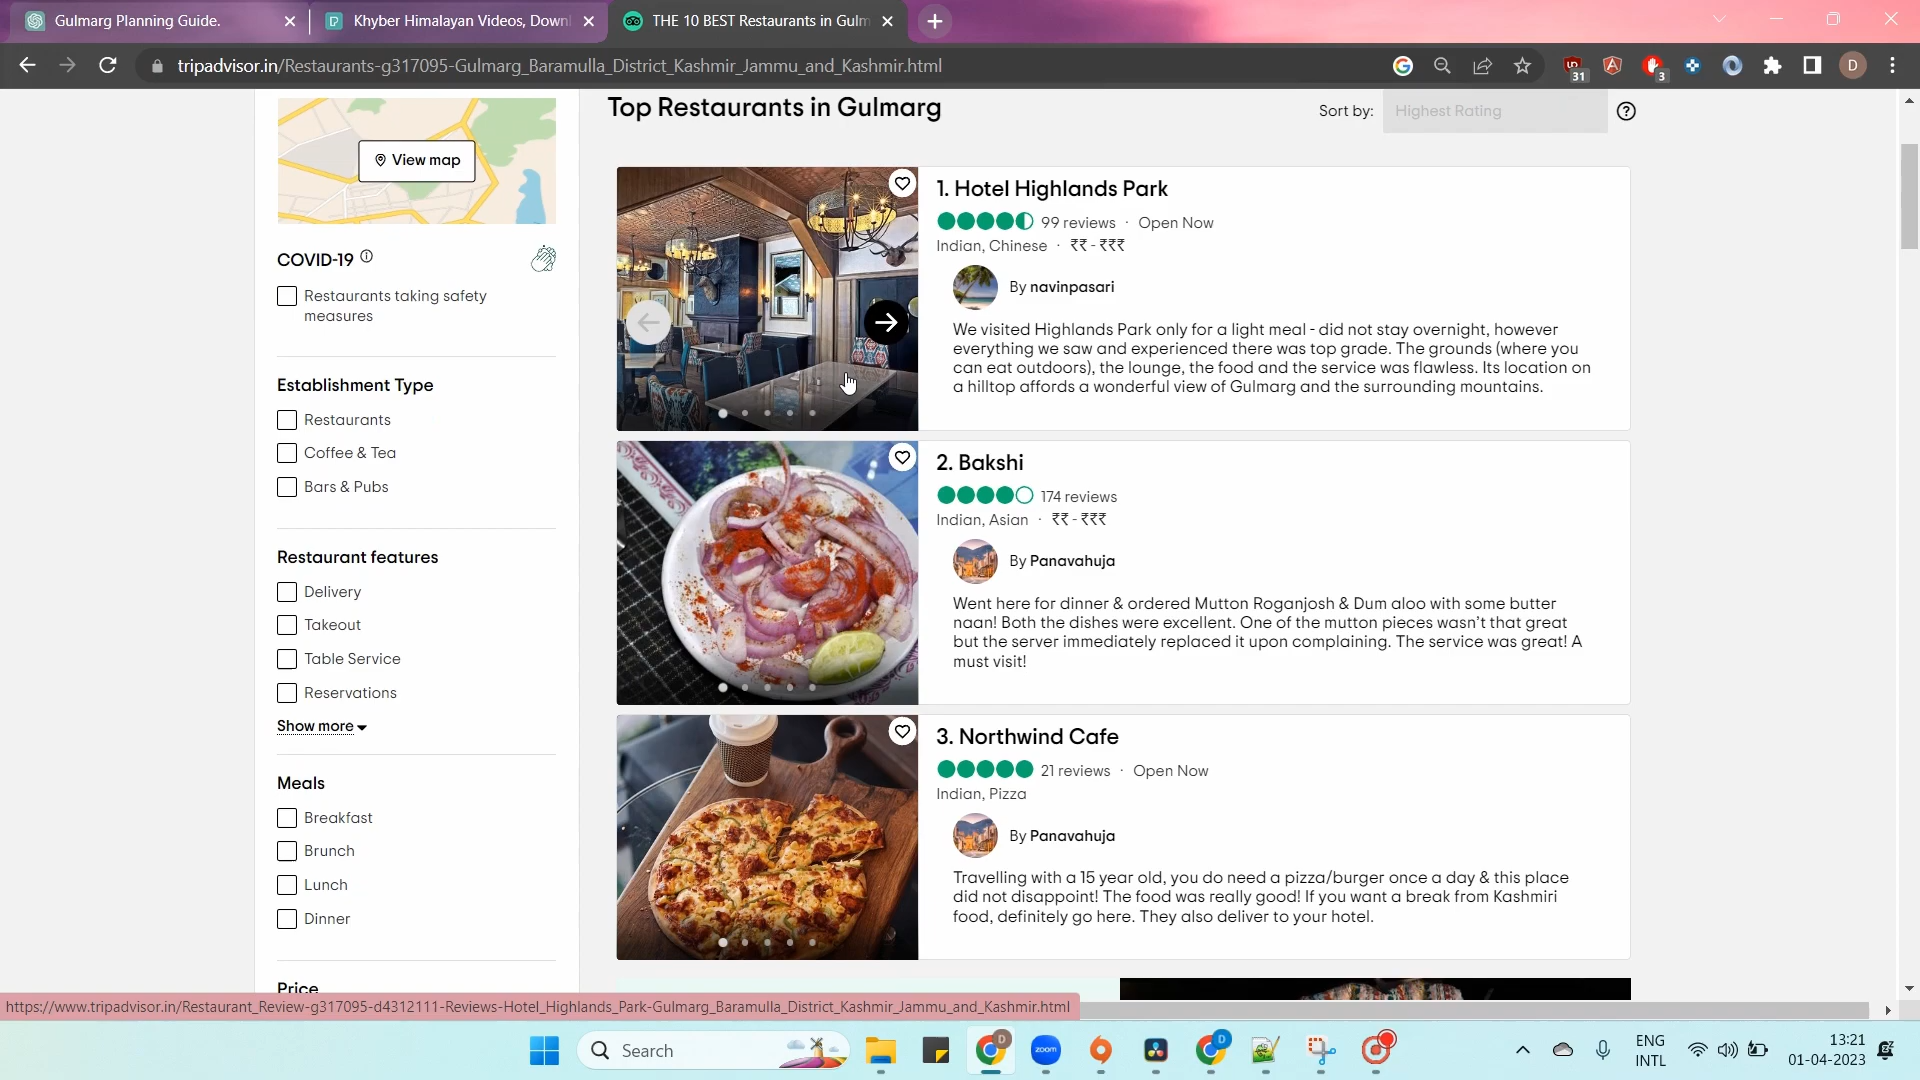 Gulmarg Planning Guide.
Khyber Himalayan Videos, Downl
THE 10 BEST Restaurants in Gulm
tripadvisor.in/Restaurants-g317095-Gulmarg_Baramulla_District_Kashmir_Jammu_and_Kashmir.html
31
3
D
Top Restaurants in Gulmarg
Sort by:
Highest Rating
View map
COVID-19
Restaurants taking safety
measures
Establishment Type
Restaurants
Coffee & Tea
Bars & Pubs
Restaurant features
Delivery
Takeout
Table Service
Reservations
Show more
Meals
Breakfast
Brunch
Lunch
Dinner
Price
1. Hotel Highlands Park
99 reviews · Open Now
Indian, Chinese · ₹₹ - ₹₹₹
By navinpasari
We visited Highlands Park only for a light meal - did not stay overnight, however
everything we saw and experienced there was top grade. The grounds (where you
can eat outdoors), the lounge, the food and the service was flawless. Its location on
a hilltop affords a wonderful view of Gulmarg and the surrounding mountains.
2. Bakshi
174 reviews
Indian, Asian · ₹₹ - ₹₹₹
By Panavahuja
Went here for dinner & ordered Mutton Roganjosh & Dum aloo with some butter
naan! Both the dishes were excellent. One of the mutton pieces wasn't that great
but the server immediately replaced it upon complaining. The service was great! A
must visit!
3. Northwind Cafe
21 reviews · Open Now
Indian, Pizza
By Panavahuja
Travelling with a 15 year old, you do need a pizza/burger once a day & this place
did not disappoint! The food was really good! If you want a break from Kashmiri
food, definitely go here. They also deliver to your hotel.
https://www.tripadvisor.in/Restaurant_Review-g317095-d4312111-Reviews-Hotel_Highlands_Park-Gulmarg_Baramulla_District_Kashmir_Jammu_and_Kashmir.html
Search
D
zoom
D
ENG
INTL
13:21
01-04-2023